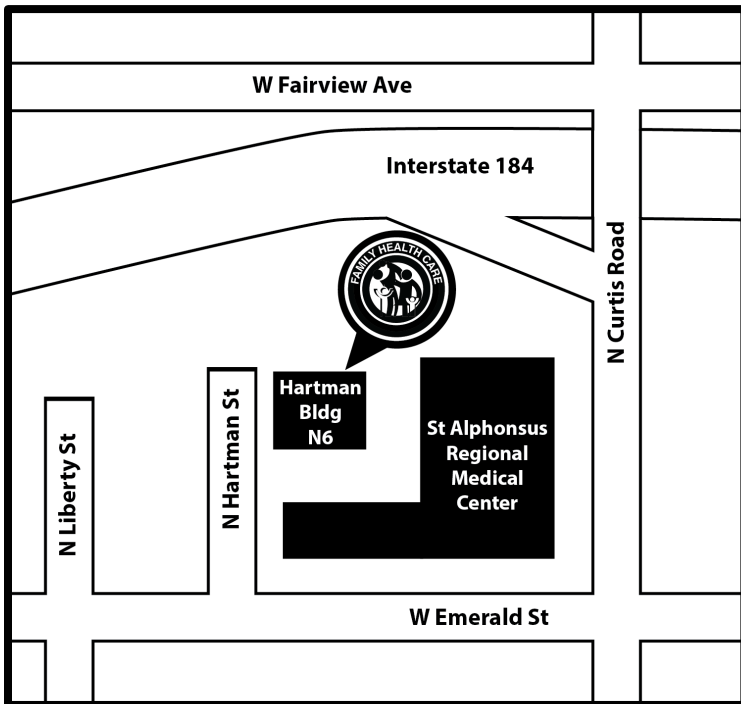 W Fairview Ave
Interstate 184
FAMILY HEALTH CARE
N Curtis Road
Hartman
Bldg
N6
St Alphonsus
Regional
Medical
Center
N Hartman St
N Liberty St
W Emerald St